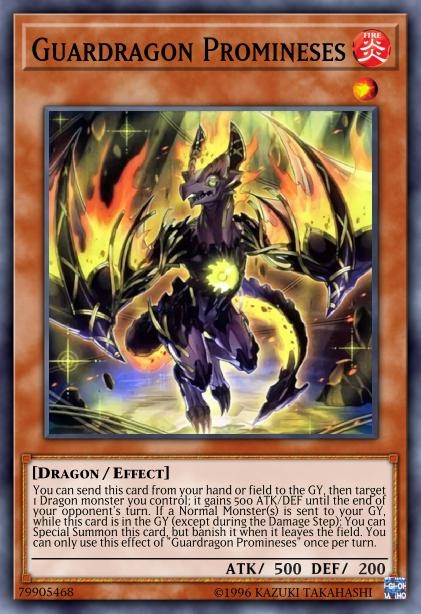 GUARDRAGON PROMINESES
FIRE
炎
[DRAGON / EFFECT]
You can send this card from your hand or field to the GY, then target
1 Dragon monster you control; it gains 500 ATK/DEF until the end of
your opponent's turn. If a Normal Monster(s) is sent to your GY,
while this card is in the GY (except during the Damage Step): You can
Special Summon this card, but banish it when it leaves the field. You
can only use this effect of "Guardragon Promineses" once per turn.
ATK/ 500 DEF/ 200
79905468
©1996 KAZUKI TAKAHASHI